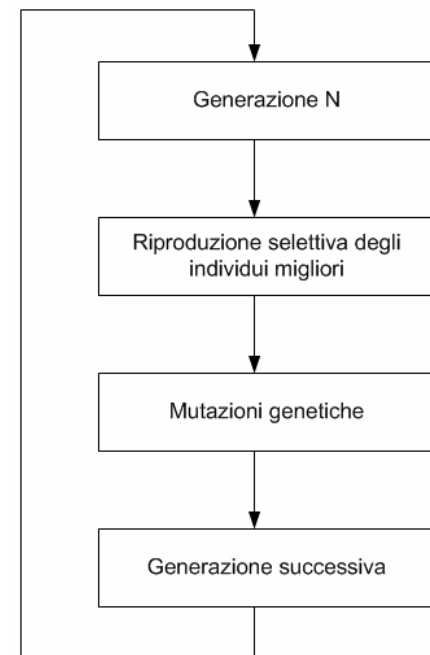 Generazione N
Riproduzione selettiva degli
individui migliori
Mutazioni genetiche
Generazione successiva